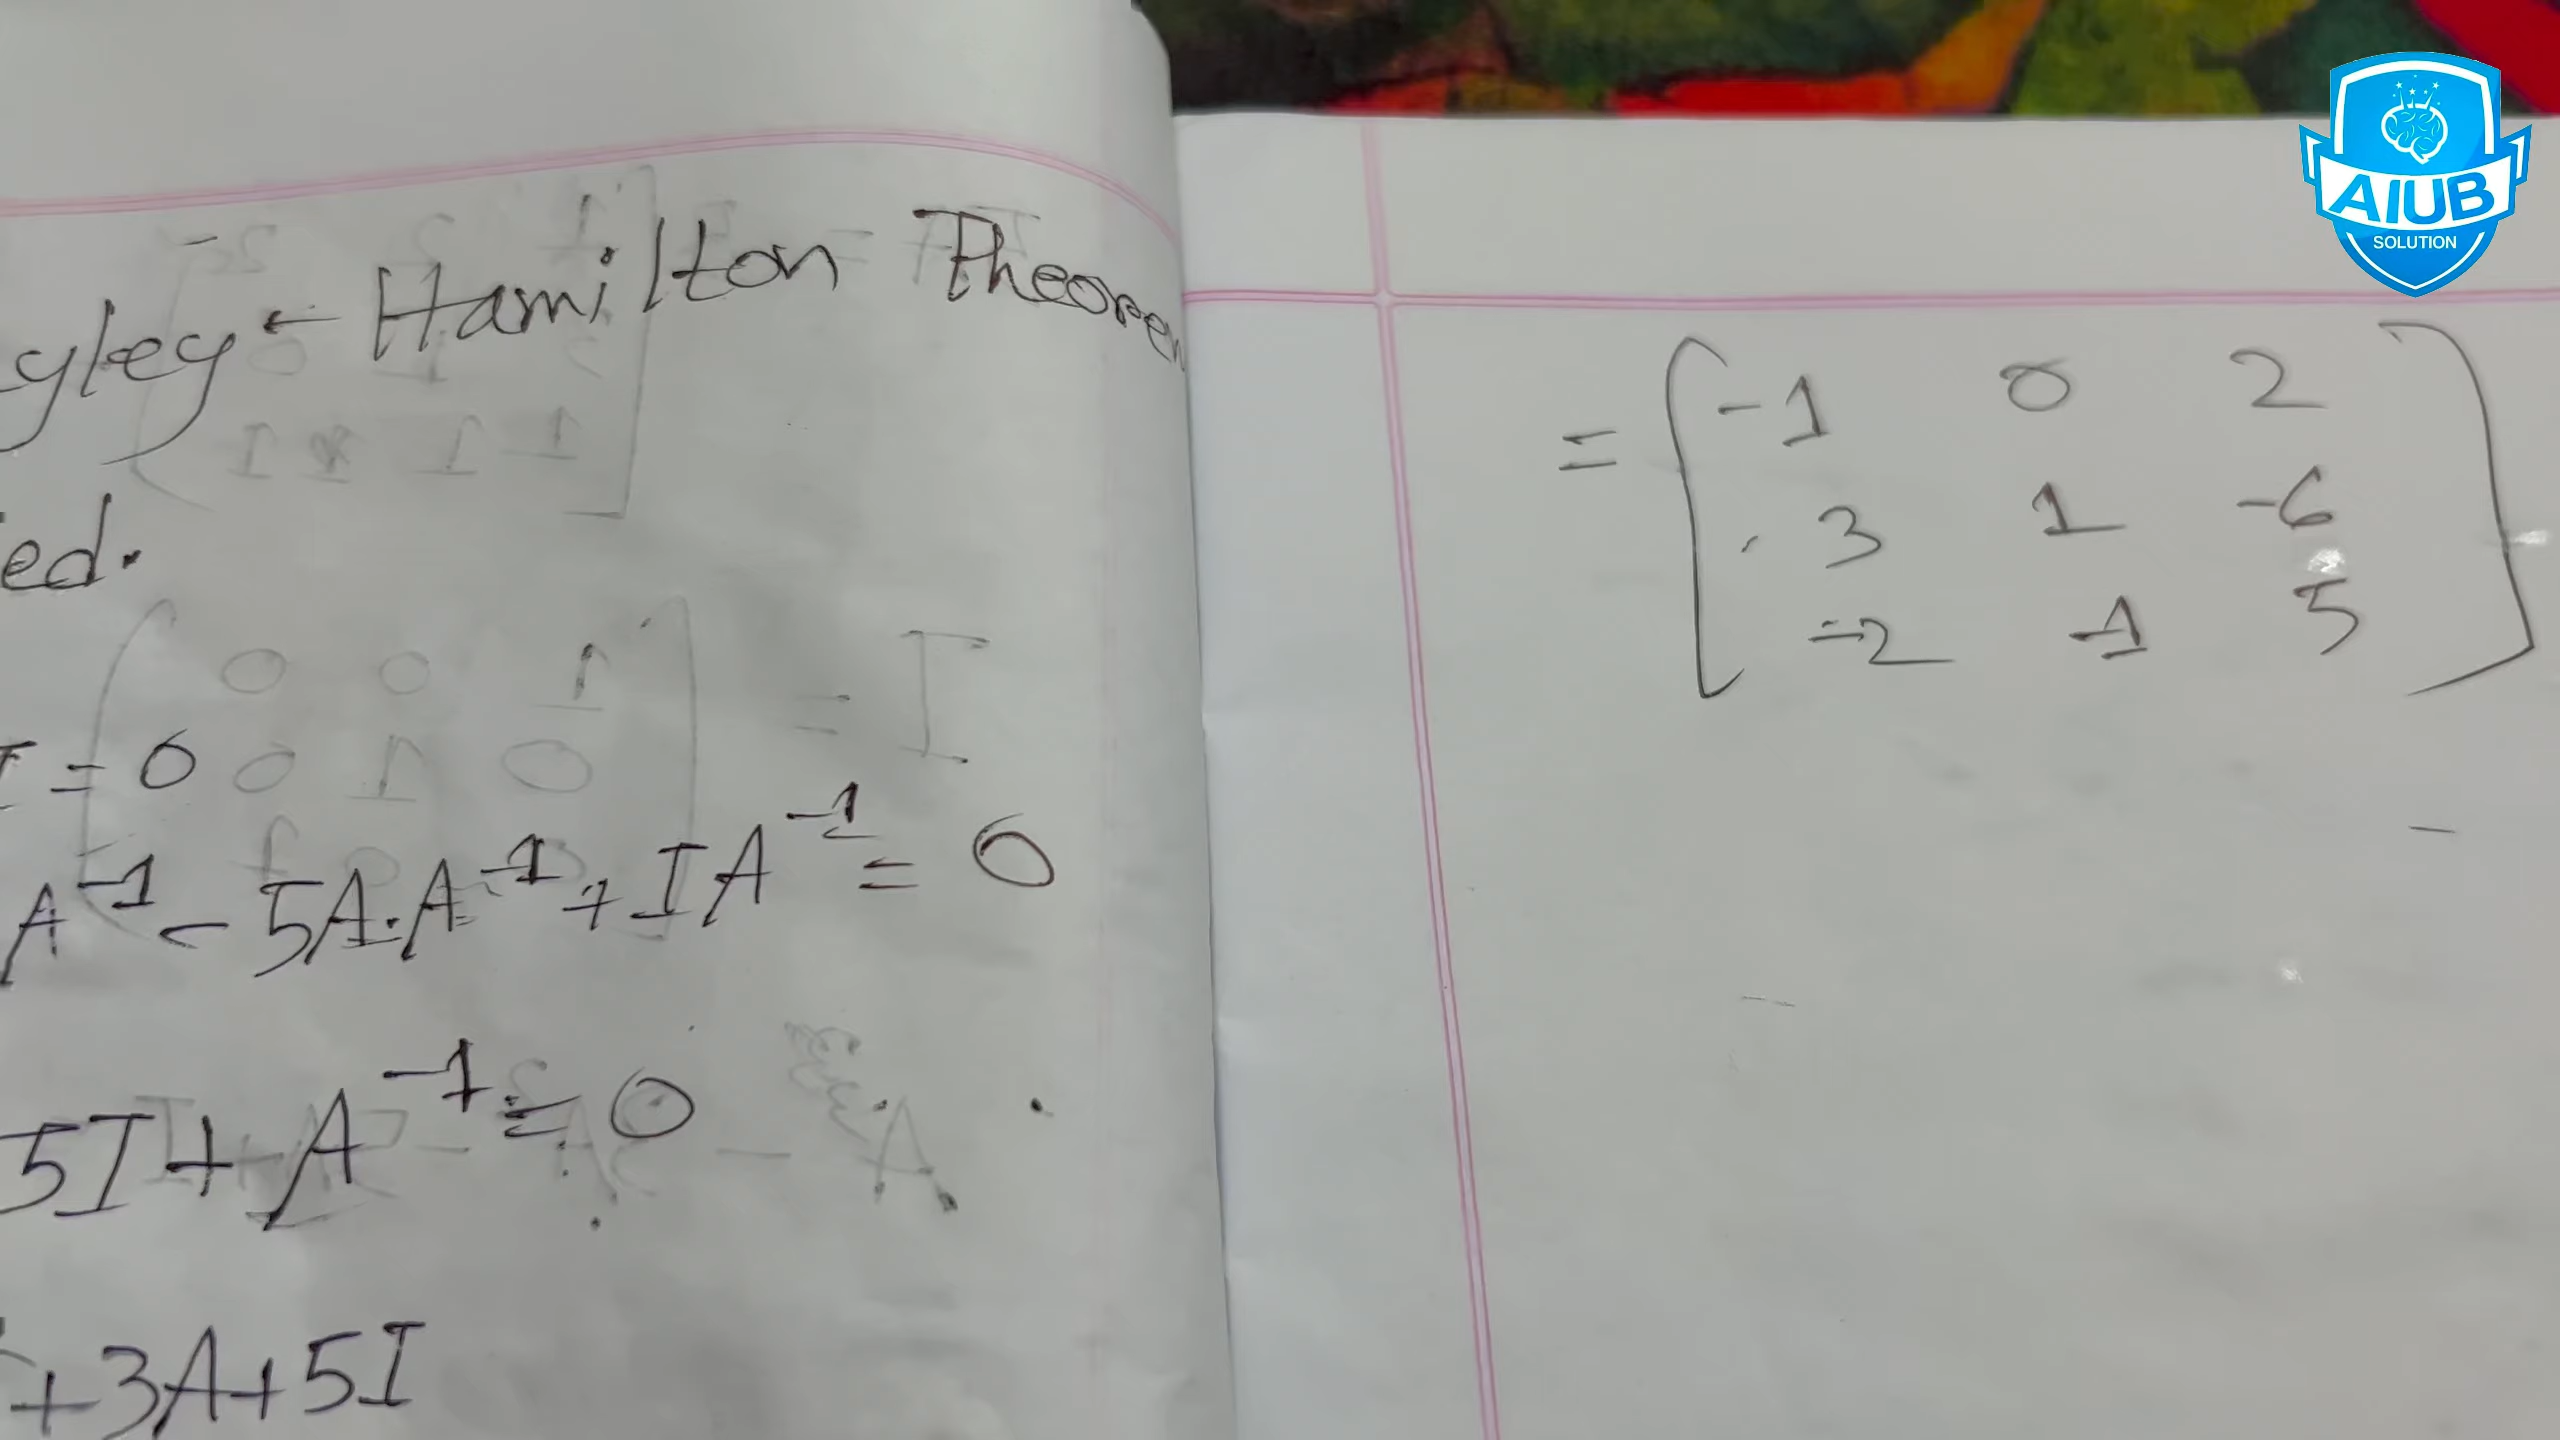 yley - Hamilton Theorem
ed.
I = 0
A⁻¹ - 5A.A⁻¹ + IA⁻¹ = 0
5I + A⁻¹ = 0
+3A+5I
= [ -1 0 2
3 1 -6
-2 -1 5 ]
AIUB
SOLUTION